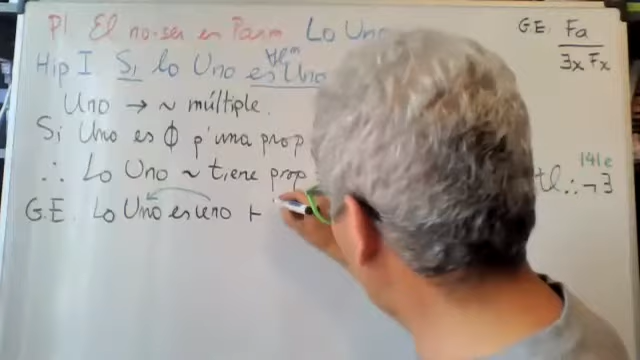 Pl. El no-ser en Parm Lo Uno
Hip I Si lo Uno es Uno
Uno → ~ múltiple.
Si Uno es Φ p'una prop
∴ Lo Uno ~ tiene prop
G.E. Lo Uno es uno ⊢
G.E. Fa
∃x Fx
141e
∴ ¬∃